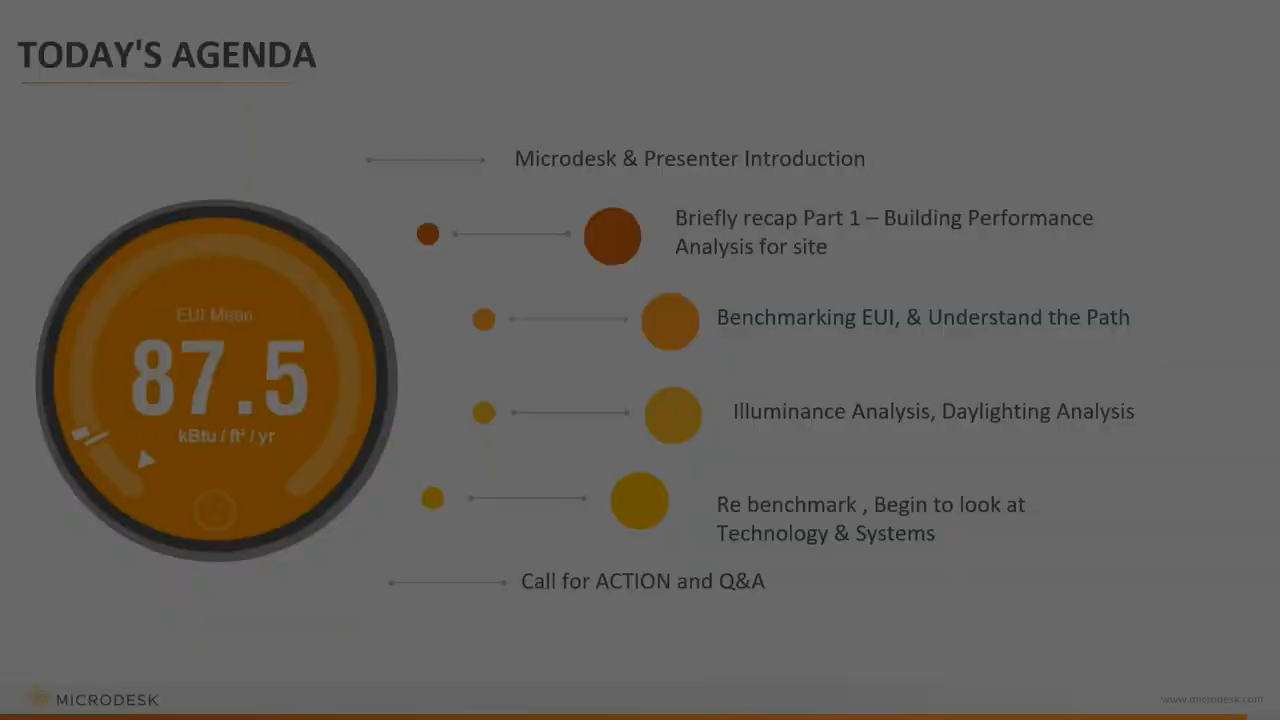 TODAY'S AGENDA
Microdesk & Presenter Introduction
Briefly recap Part 1 – Building Performance
Analysis for site
Benchmarking EUI, & Understand the Path
EUI Mean
87.5
kBtu / ft² / yr
Illuminance Analysis, Daylighting Analysis
Re benchmark , Begin to look at
Technology & Systems
Call for ACTION and Q&A
MICRODESK
www.microdesk.com